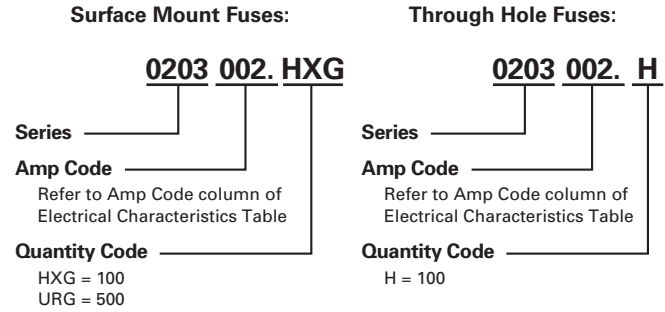 Surface Mount Fuses:
0203 002. HXG
Series
Amp Code
Refer to Amp Code column of
Electrical Characteristics Table
Quantity Code
HXG = 100
URG = 500
Through Hole Fuses:
0203 002. H
Series
Amp Code
Refer to Amp Code column of
Electrical Characteristics Table
Quantity Code
H = 100